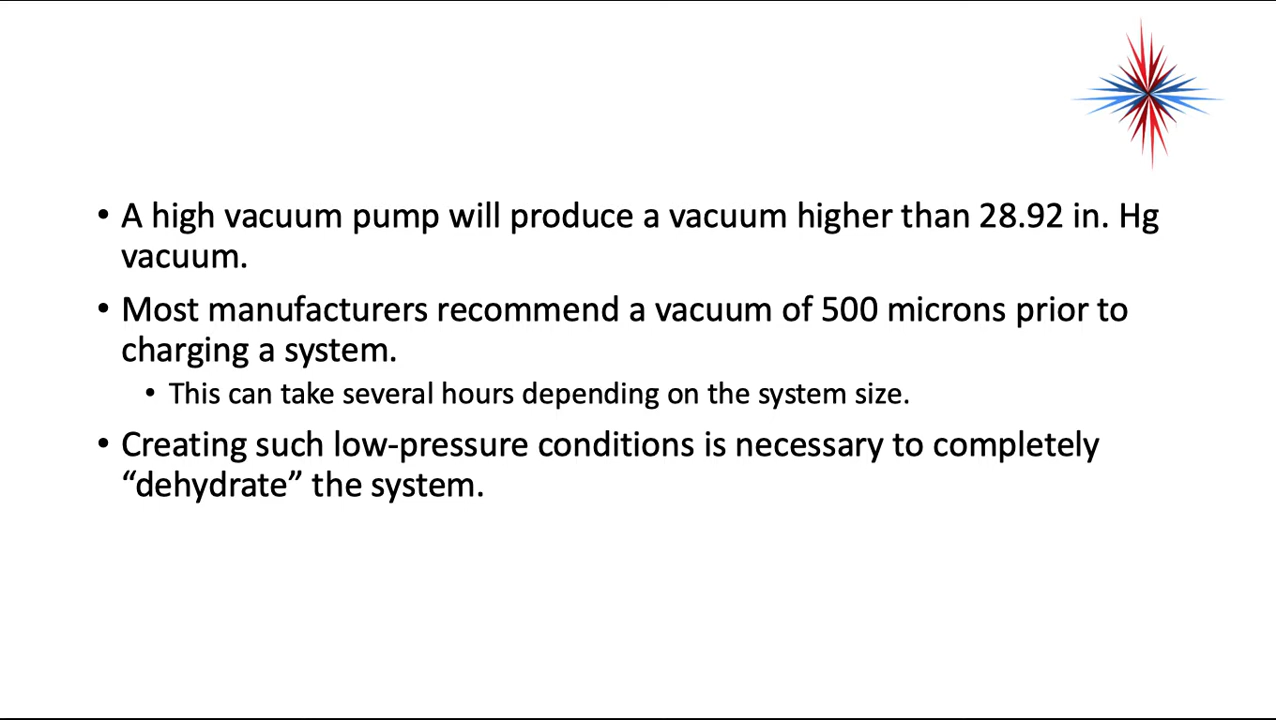 • A high vacuum pump will produce a vacuum higher than 28.92 in. Hg
vacuum.
• Most manufacturers recommend a vacuum of 500 microns prior to
charging a system.
• This can take several hours depending on the system size.
• Creating such low-pressure conditions is necessary to completely
“dehydrate” the system.